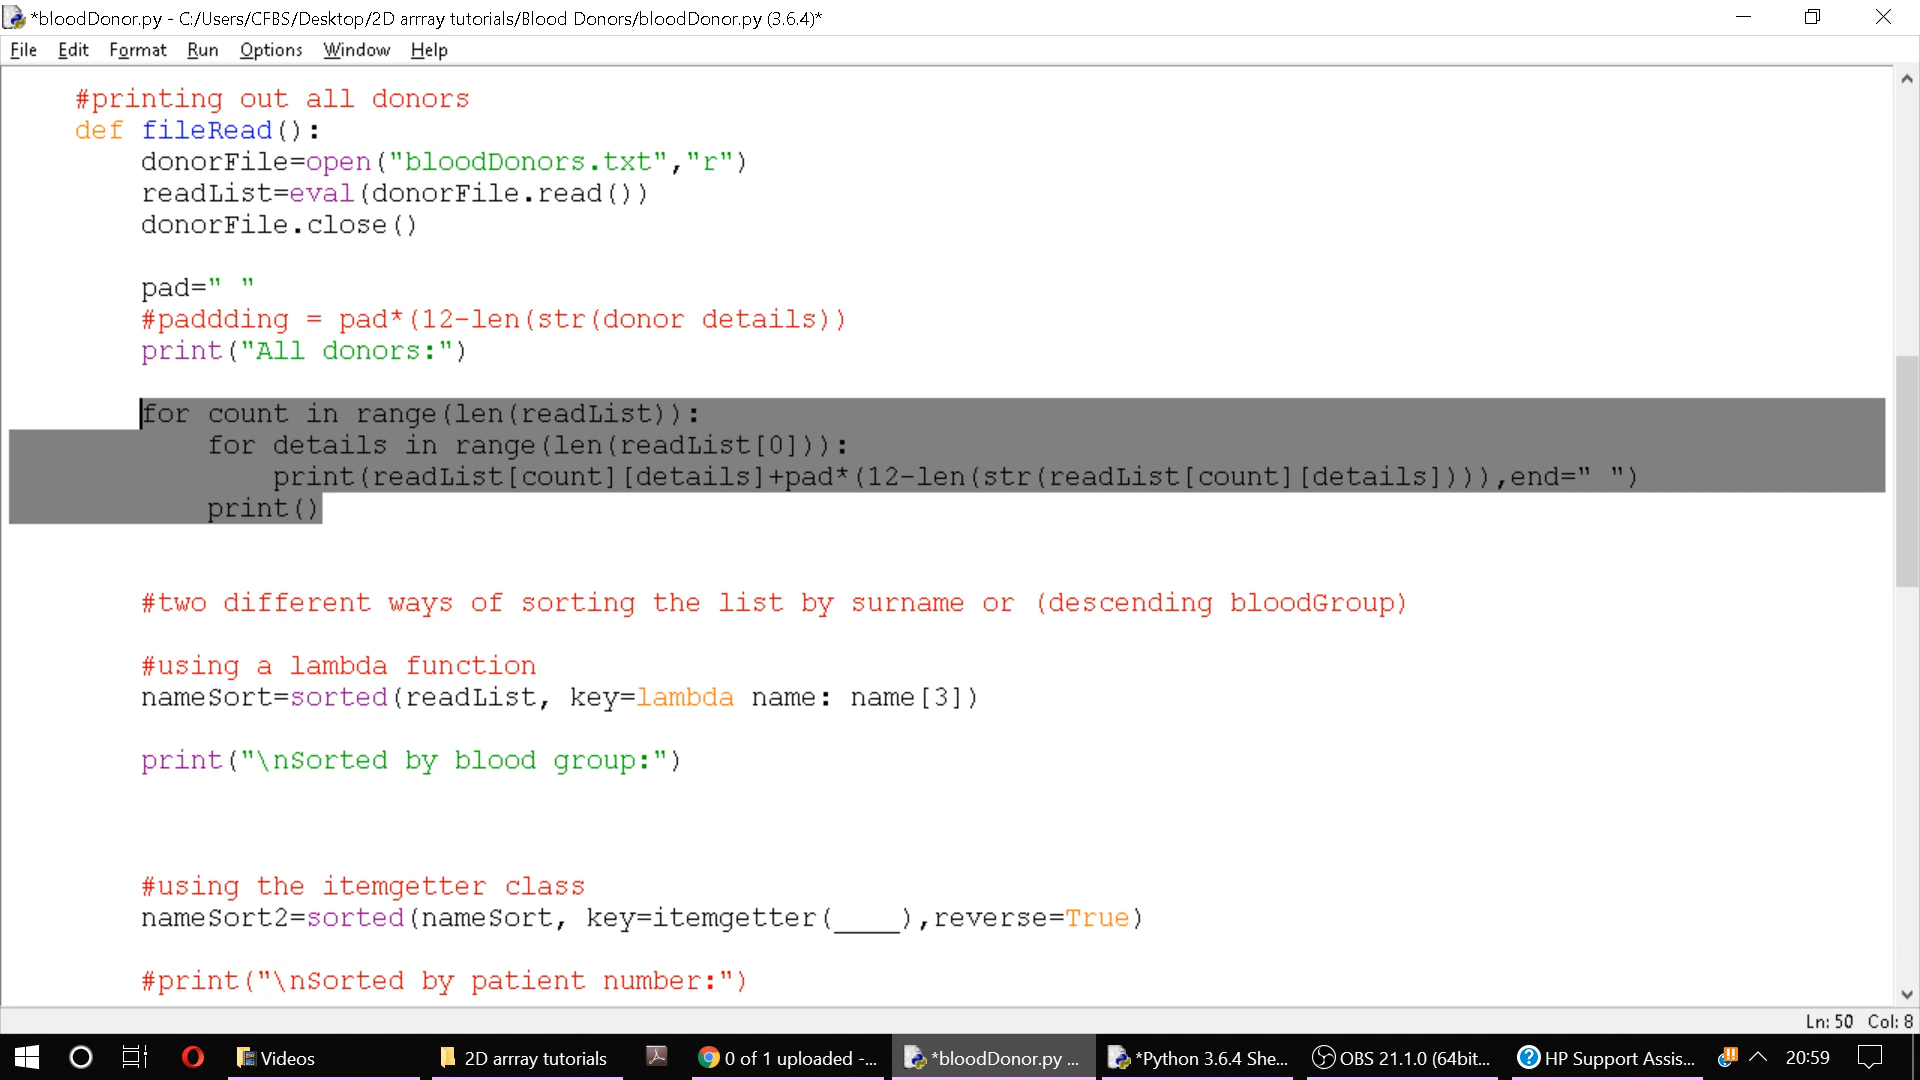 *bloodDonor.py - C:/Users/CFBS/Desktop/2D arrray tutorials/Blood Donors/bloodDonor.py (3.6.4)*
File Edit Format Run Options Window Help
#printing out all donors
def fileRead():
    donorFile=open("bloodDonors.txt","r")
    readList=eval(donorFile.read())
    donorFile.close()
    pad=" "
    #paddding = pad*(12-len(str(donor details))
    print("All donors:")
    for count in range(len(readList)):
        for details in range(len(readList[0])):
            print(readList[count][details]+pad*(12-len(str(readList[count][details]))),end=" ")
        print()
    #two different ways of sorting the list by surname or (descending bloodGroup)
    #using a lambda function
    nameSort=sorted(readList, key=lambda name: name[3])
    print("\nSorted by blood group:")
    #using the itemgetter class
    nameSort2=sorted(nameSort, key=itemgetter(____),reverse=True)
    #print("\nSorted by patient number:")
Ln: 50 Col: 8
Videos 2D arrray tutorials 0 of 1 uploaded -... *bloodDonor.py ... *Python 3.6.4 She... OBS 21.1.0 (64bit... HP Support Assis... 20:59